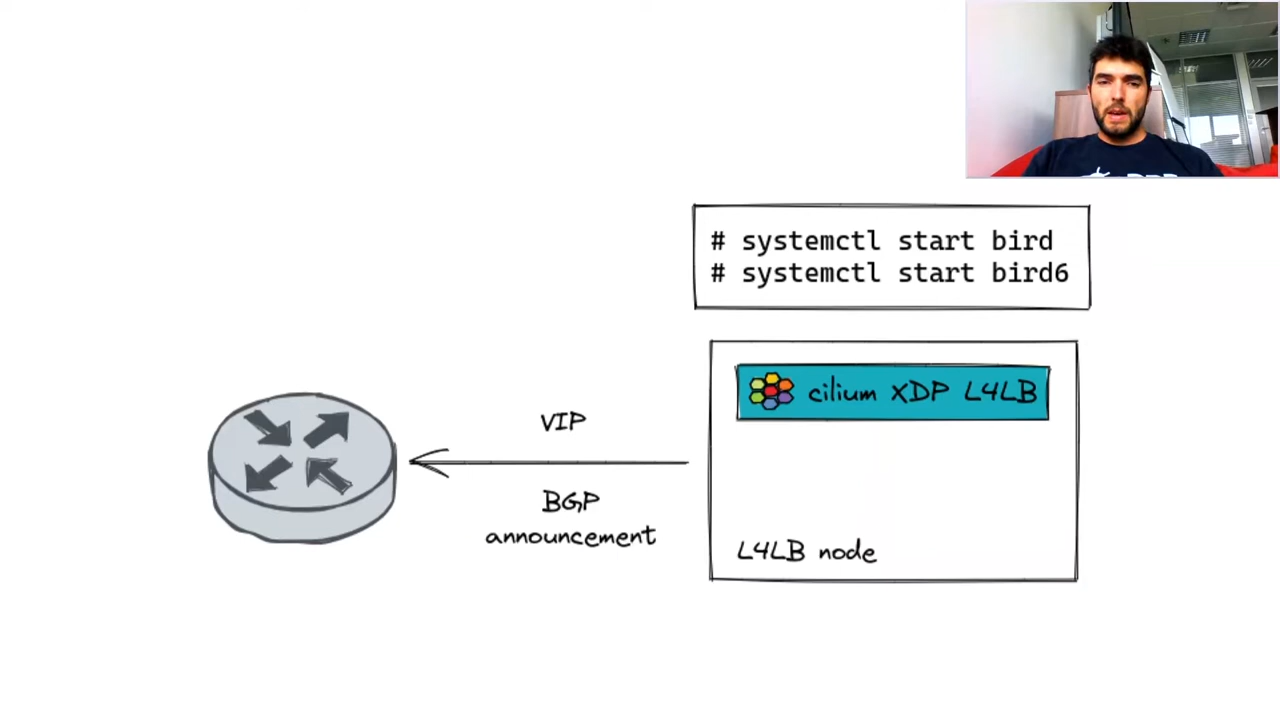 # systemctl start bird
# systemctl start bird6
cilium XDP L4LB
VIP
BGP
announcement
L4LB node